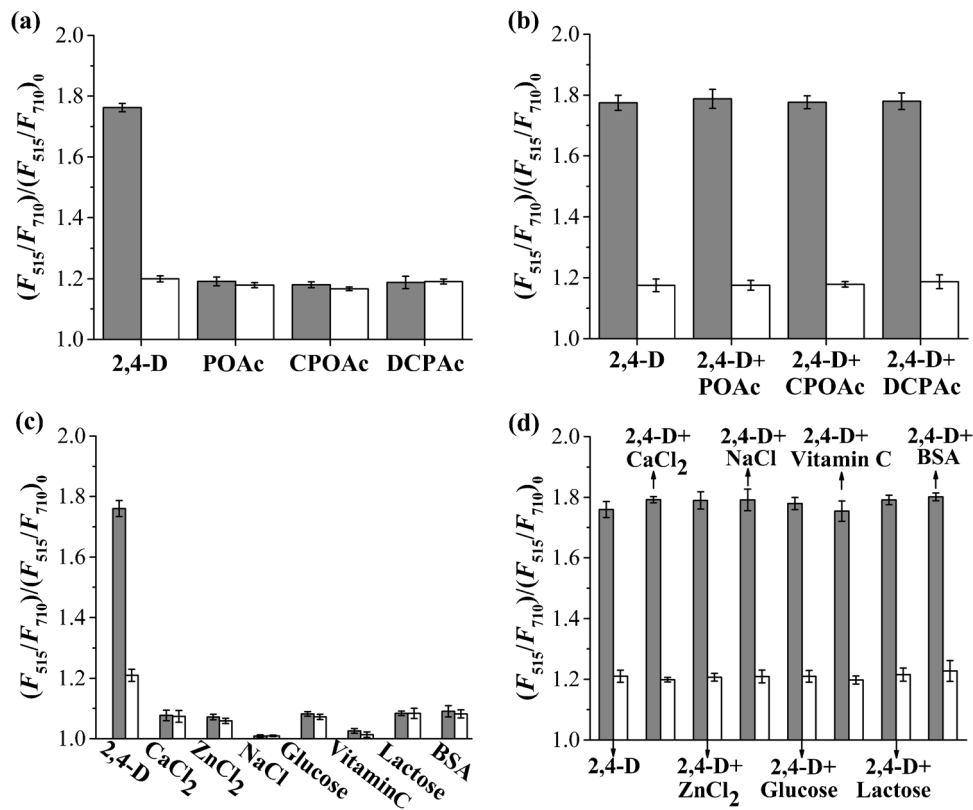 (a)
(F515/F710)/(F515/F710)0
2.0
1.8
1.6
1.4
1.2
1.0
2,4-D POAc CPOAc DCPAc
(b)
(F515/F710)/(F515/F710)0
2.0
1.8
1.6
1.4
1.2
1.0
2,4-D 2,4-D+ 2,4-D+ 2,4-D+
POAc CPOAc DCPAc
(c)
(F515/F710)/(F515/F710)0
2.0
1.8
1.6
1.4
1.2
1.0
2,4-D
CaCl2
ZnCl2
NaCl
Glucose
VitaminC
Lactose
BSA
(d)
(F515/F710)/(F515/F710)0
2.0
1.8
1.6
1.4
1.2
1.0
2,4-D+ 2,4-D+ 2,4-D+ 2,4-D+
CaCl2 NaCl Vitamin C BSA
2,4-D 2,4-D+ 2,4-D+ 2,4-D+
ZnCl2 Glucose Lactose